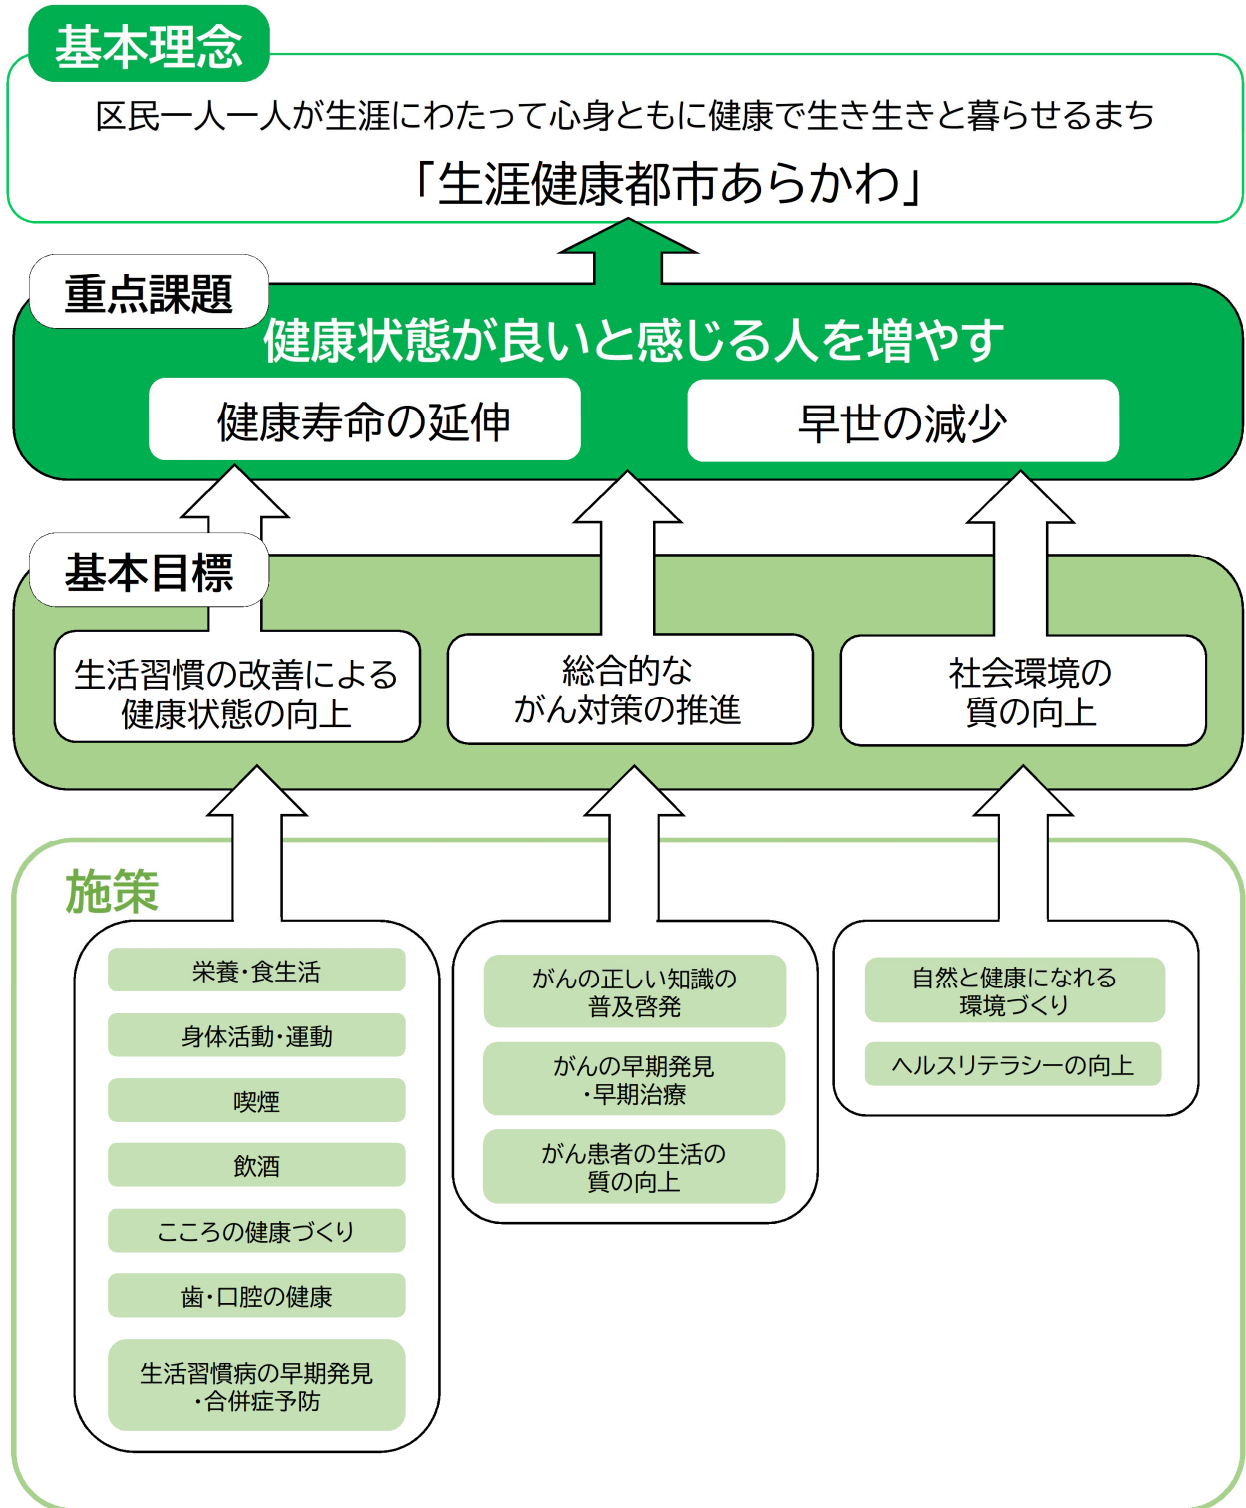 基本理念
区民一人一人が生涯にわたって心身ともに健康で生き生きと暮らせるまち
「生涯健康都市あらかわ」
重点課題
健康状態が良いと感じる人を増やす
健康寿命の延伸
早世の減少
基本目標
生活習慣の改善による
健康状態の向上
総合的な
がん対策の推進
社会環境の
質の向上
施策
栄養・食生活
身体活動・運動
喫煙
飲酒
こころの健康づくり
歯・口腔の健康
生活習慣病の早期発見
・合併症予防
がんの正しい知識の
普及啓発
がんの早期発見
・早期治療
がん患者の生活の
質の向上
自然と健康になれる
環境づくり
ヘルスリテラシーの向上